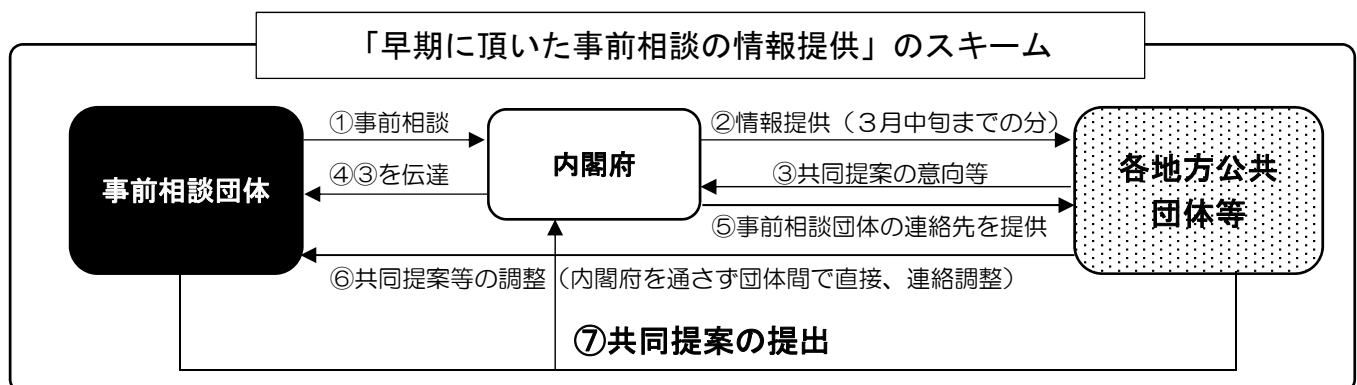 「早期に頂いた事前相談の情報提供」のスキーム
事前相談団体
①事前相談
④③を伝達
内閣府
②情報提供（３月中旬までの分）
③共同提案の意向等
⑤事前相談団体の連絡先を提供
各地方公共
団体等
⑥共同提案等の調整（内閣府を通さず団体間で直接、連絡調整）
⑦共同提案の提出